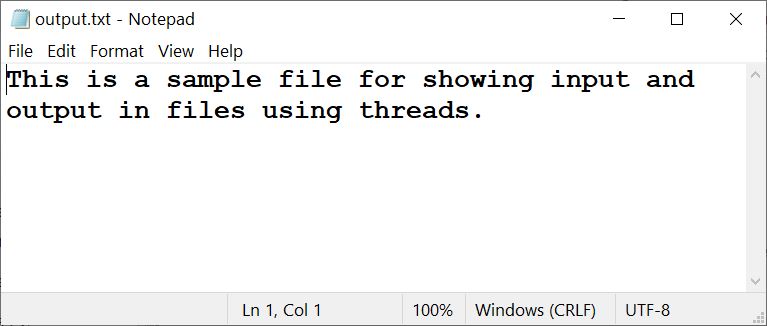 output.txt - Notepad
File Edit Format View Help
This is a sample file for showing input and
output in files using threads.
Ln 1, Col 1 100% Windows (CRLF) UTF-8